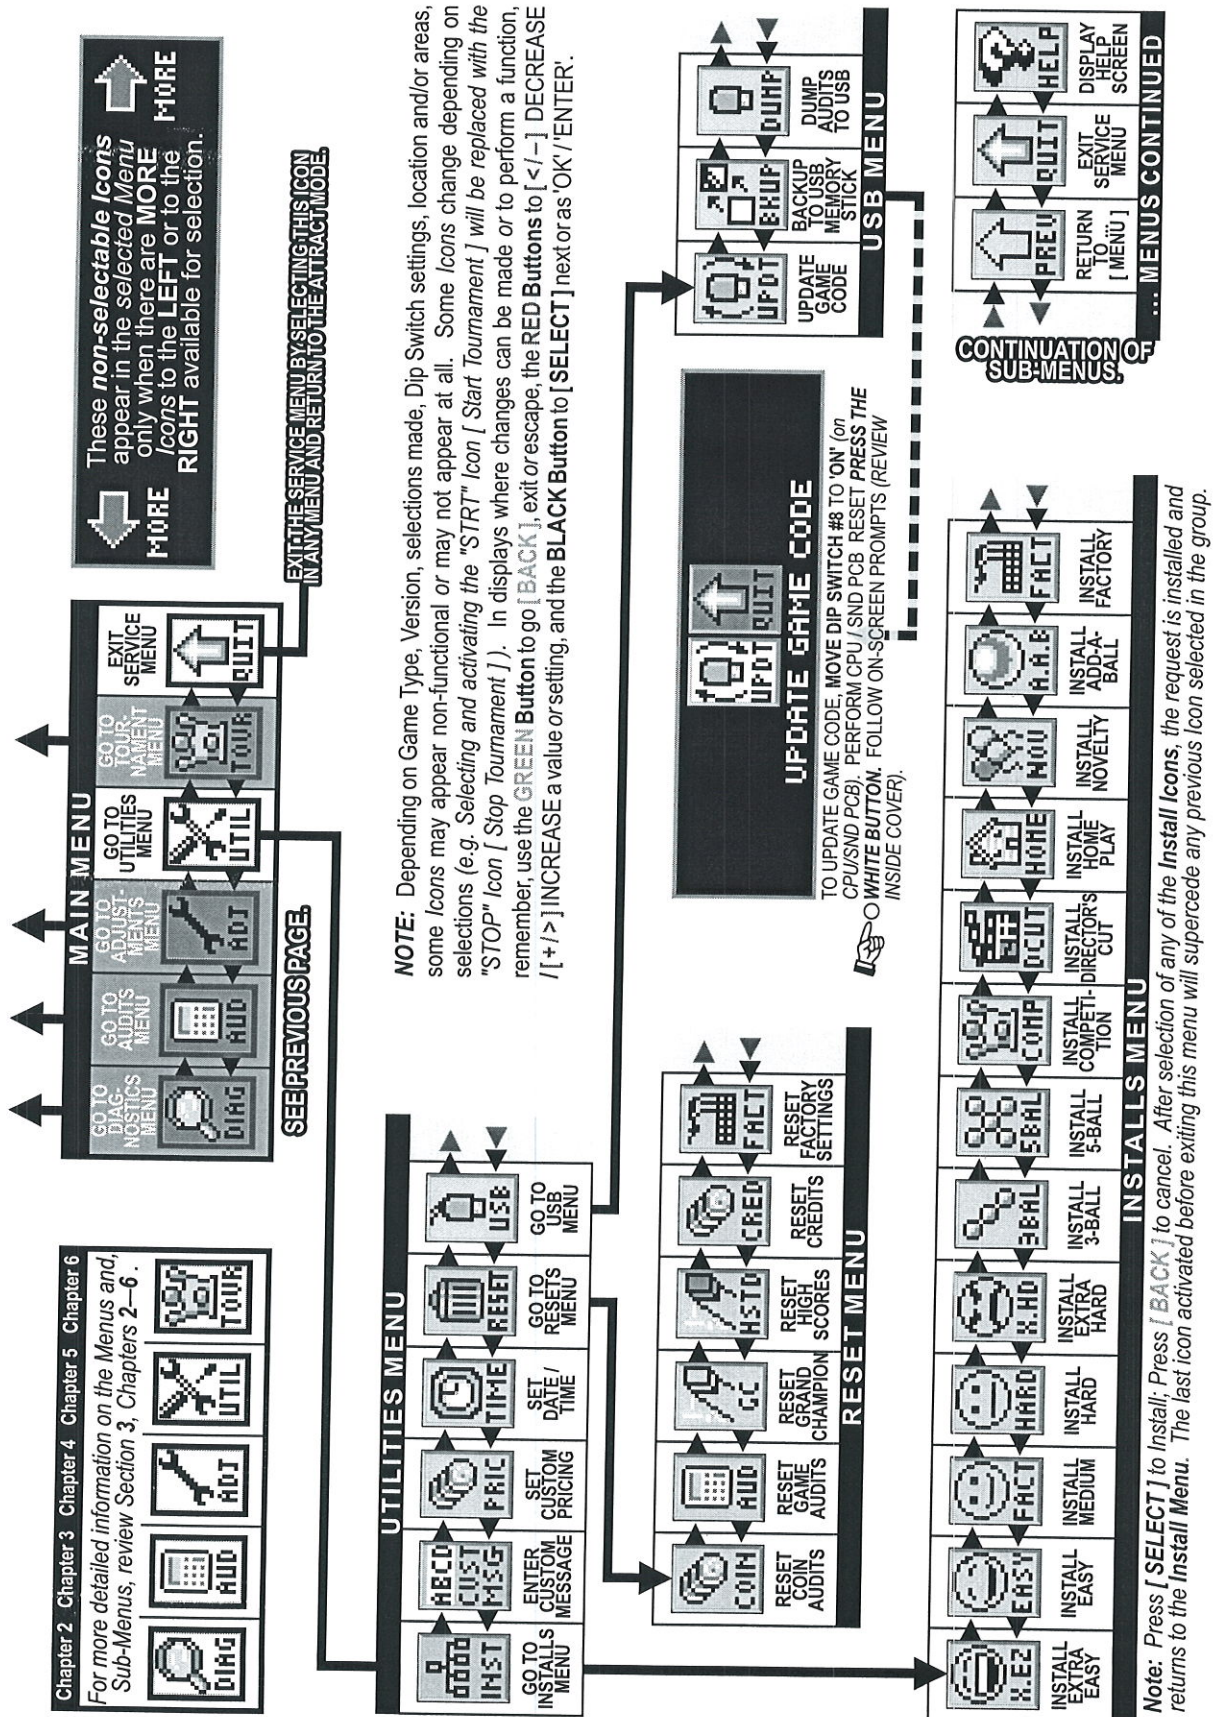 Chapter 2 Chapter 3 Chapter 4 Chapter 5 Chapter 6
For more detailed information on the Menus and
Sub-Menus, review Section 3, Chapters 2—6 .
DIAG
AUD
ADJ
UTIL
TOUR
MAIN MENU
GO TO
DIAG-
NOSTICS
MENU
GO TO
AUDITS
MENU
GO TO
ADJUST-
MENTS
MENU
GO TO
UTILITIES
MENU
GO TO
TOUR-
NAMENT
MENU
EXIT
SERVICE
MENU
DIAG
AUD
ADJ
UTIL
TOUR
QUIT
SEE PREVIOUS PAGE.
MORE
These non-selectable Icons
appear in the selected Menu
only when there are MORE
Icons to the LEFT or to the
RIGHT available for selection.
MORE
EXIT THE SERVICE MENU BY SELECTING THIS ICON
IN ANY MENU AND RETURN TO THE ATTRACT MODE.
UTILITIES MENU
INST
ABCD
CUST
MSG
PRIC
TIME
RESET
USB
GO TO
INSTALLS
MENU
ENTER
CUSTOM
MESSAGE
SET
CUSTOM
PRICING
SET
DATE /
TIME
GO TO
RESETS
MENU
GO TO
USB
MENU
NOTE: Depending on Game Type, Version, selections made, Dip Switch settings, location and/or areas,
some Icons may appear non-functional or may not appear at all. Some Icons change depending on
selections (e.g. Selecting and activating the "STRT" Icon [ Start Tournament ] will be replaced with the
"STOP" Icon [ Stop Tournament ] ). In displays where changes can be made or to perform a function,
remember, use the GREEN Button to go [ BACK ], exit or escape, the RED Buttons to [ < / – ] DECREASE
/ [ + / > ] INCREASE a value or setting, and the BLACK Button to [ SELECT ] next or as 'OK' / 'ENTER'.
COIN
AUD
GC
HSTD
CRED
FACT
RESET
COIN
AUDITS
RESET
GAME
AUDITS
RESET
GRAND
CHAMPION
RESET
HIGH
SCORES
RESET
CREDITS
RESET
FACTORY
SETTINGS
RESET MENU
UPDT
QUIT
UPDATE GAME CODE
TO UPDATE GAME CODE, MOVE DIP SWITCH #8 TO 'ON' (on
CPU/SND PCB). PERFORM CPU / SND PCB RESET PRESS THE
WHITE BUTTON. FOLLOW ON-SCREEN PROMPTS (REVIEW
INSIDE COVER).
UPDT
BKUP
DUMP
UPDATE
GAME
CODE
BACKUP
TO USB
MEMORY
STICK
DUMP
AUDITS
TO USB
USB MENU
X.EZ
EASY
FACT
HARD
X.HD
3BAL
5BAL
COMP
DCUT
HOME
NOV
A.A.B
FACT
INSTALL
EXTRA
EASY
INSTALL
EASY
INSTALL
MEDIUM
INSTALL
HARD
INSTALL
EXTRA
HARD
INSTALL
3-BALL
INSTALL
5-BALL
INSTALL
COMPETI-
TION
INSTALL
DIRECTOR'S
CUT
INSTALL
HOME
PLAY
INSTALL
NOVELTY
INSTALL
ADD-A-
BALL
INSTALL
FACTORY
INSTALLS MENU
CONTINUATION OF
SUB-MENUS.
PREV
QUIT
HELP
RETURN
TO ...
[ MENU ]
EXIT
SERVICE
MENU
DISPLAY
HELP
SCREEN
... MENUS CONTINUED
Note: Press [ SELECT ] to Install; Press [ BACK ] to cancel. After selection of any of the Install Icons, the request is installed and
returns to the Install Menu. The last icon activated before exiting this menu will supercede any previous Icon selected in the group.